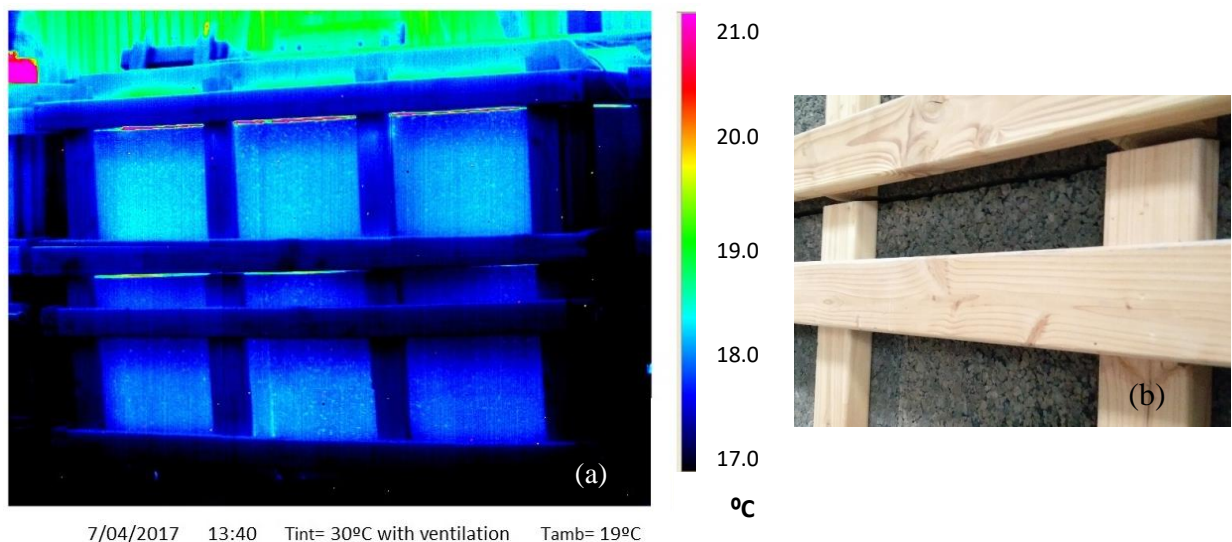 21.0
20.0
19.0
18.0
17.0
ºC
(a)
(b)
7/04/2017 13:40 Tint= 30ºC with ventilation Tamb= 19ºC